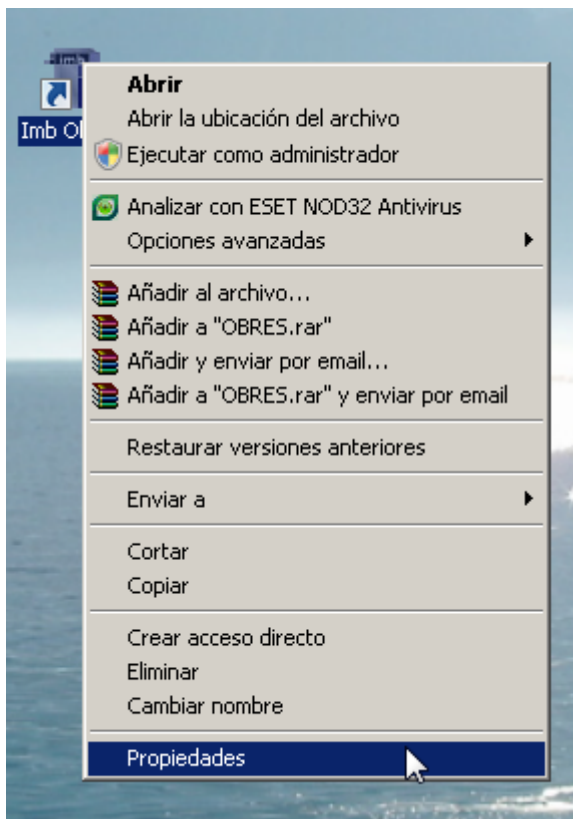 Imb
Imb
Abrir
Abrir la ubicación del archivo
Ejecutar como administrador
Analizar con ESET NOD32 Antivirus
Opciones avanzadas
Añadir al archivo...
Añadir a "OBRES.rar"
Añadir y enviar por email...
Añadir a "OBRES.rar" y enviar por email
Restaurar versiones anteriores
Enviar a
Cortar
Copiar
Crear acceso directo
Eliminar
Cambiar nombre
Propiedades